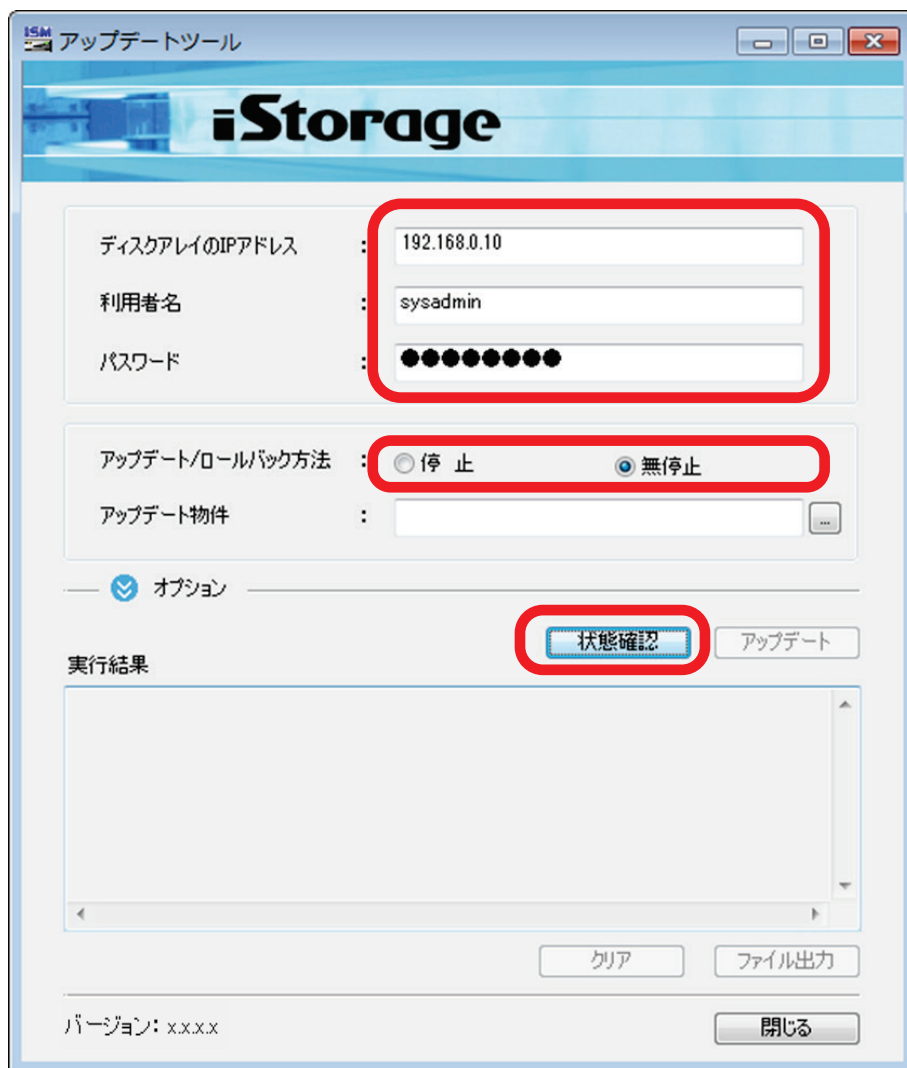 ISM アップデートツール
iStorage
ディスクアレイのIPアドレス : 192.168.0.10
利用者名 : sysadmin
パスワード : ●●●●●●●●
アップデート/ロールバック方法 : 停 止 無停止
アップデート物件 : ...
オプション
状態確認 アップデート
実行結果
クリア ファイル出力
バージョン: x.x.x.x 閉じる